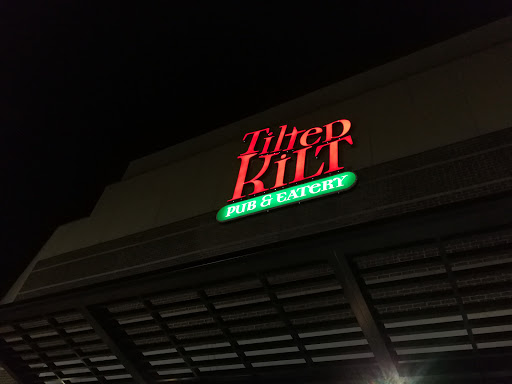 TilteD
KiLT
PUB & EATERY